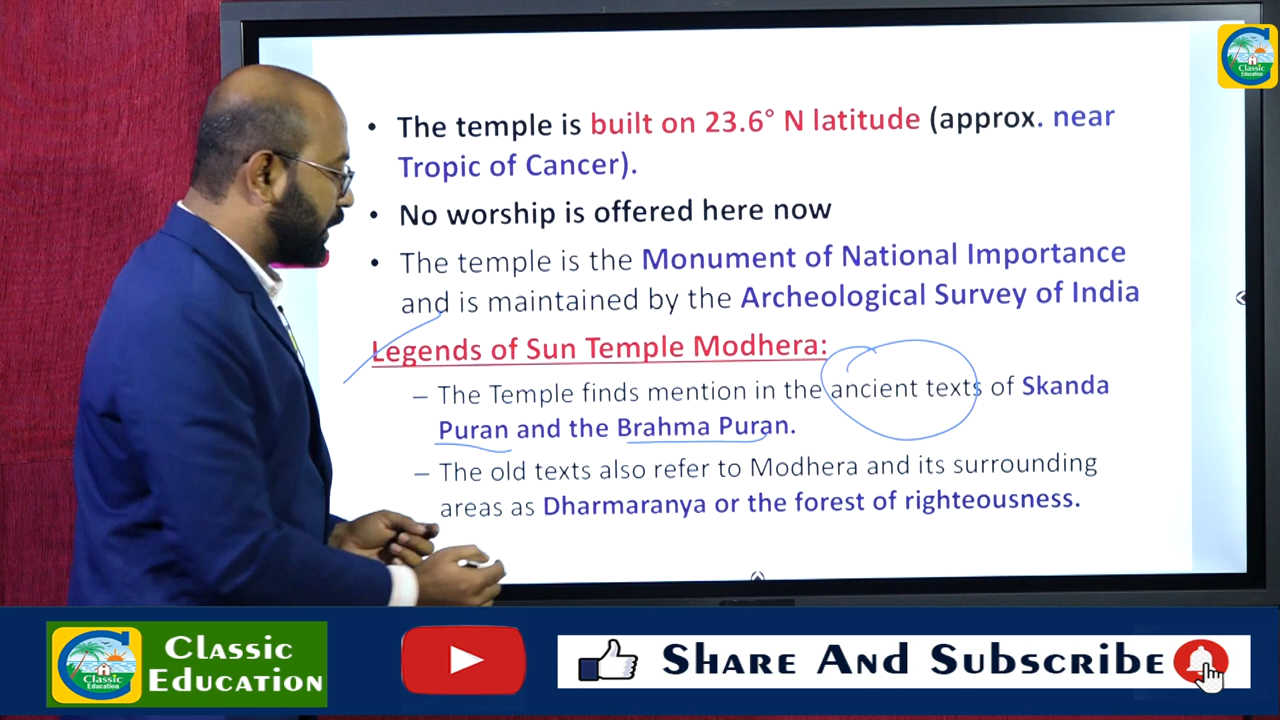 Classic
Education
• The temple is built on 23.6° N latitude (approx. near
Tropic of Cancer).
• No worship is offered here now
• The temple is the Monument of National Importance
and is maintained by the Archeological Survey of India
Legends of Sun Temple Modhera:
– The Temple finds mention in the ancient texts of Skanda
Puran and the Brahma Puran.
– The old texts also refer to Modhera and its surrounding
areas as Dharmaranya or the forest of righteousness.
Classic
Education
Classic
Education
Share And Subscribe